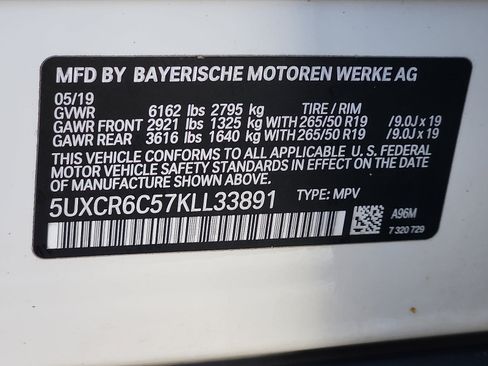 MFD BY BAYERISCHE MOTOREN WERKE AG
05/19
GVWR 6162 lbs 2795 kg TIRE / RIM
GAWR FRONT 2921 lbs 1325 kg WITH 265/50 R19 /9.0J x 19
GAWR REAR 3616 lbs 1640 kg WITH 265/50 R19 /9.0J x 19
THIS VEHICLE CONFORMS TO ALL APPLICABLE U. S. FEDERAL
MOTOR VEHICLE SAFETY STANDARDS IN EFFECT ON THE
DATE OF MANUFACTURE SHOWN ABOVE.
5UXCR6C57KLL33891 TYPE: MPV
A96M
7 320 729